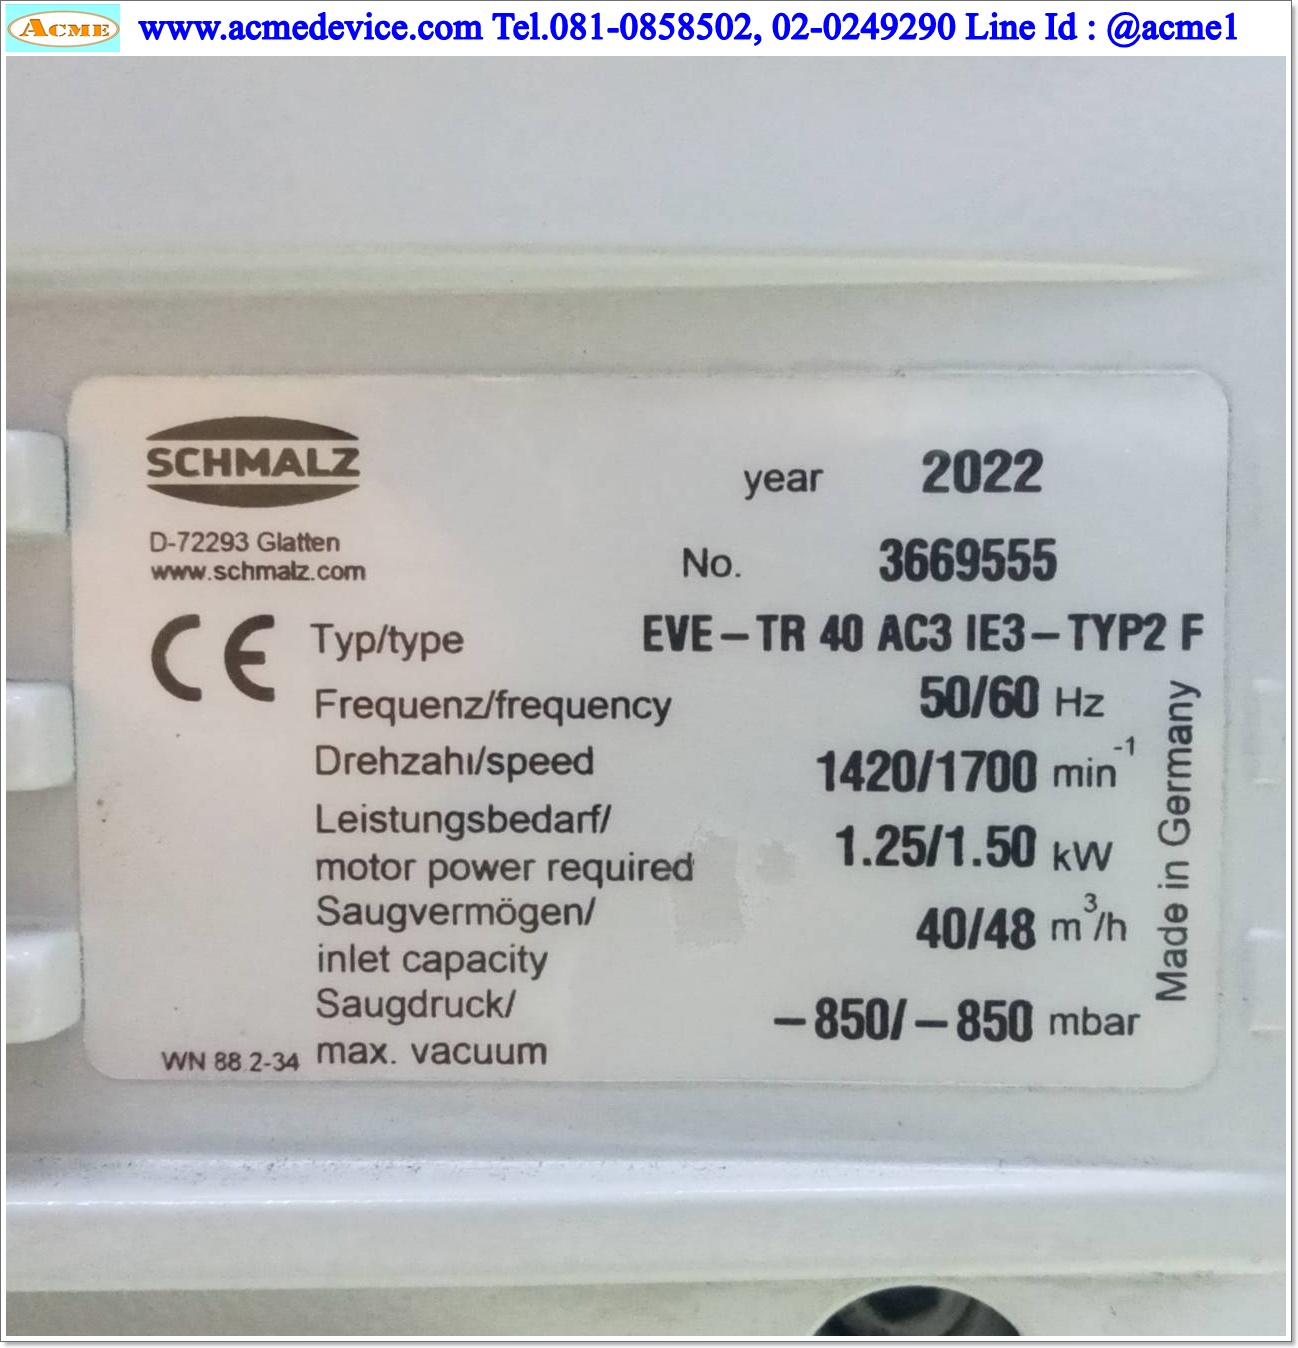 ACME www.acmedevice.com Tel.081-0858502, 02-0249290 Line Id : @acme1
SCHMALZ
D-72293 Glatten
www.schmalz.com
year 2022
No. 3669555
CE Typ/type EVE-TR 40 AC3 IE3-TYP2 F
Frequenz/frequency 50/60 Hz
Drehzahl/speed 1420/1700 min⁻¹
Leistungsbedarf/
motor power required 1.25/1.50 kW
Saugvermögen/
inlet capacity 40/48 m³/h
Saugdruck/
max. vacuum -850/-850 mbar
WN 88.2-34
Made in Germany